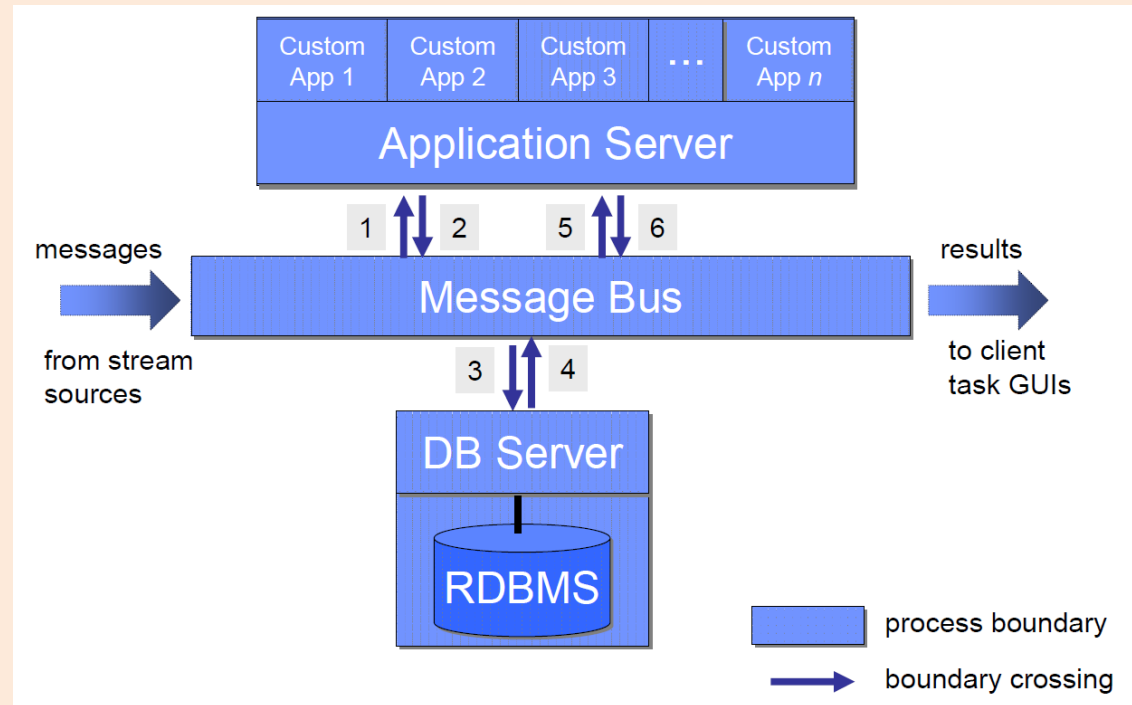 Custom
App 1
Custom
App 2
Custom
App 3
...
Custom
App n
Application Server
1
2
5
6
messages
from stream
sources
Message Bus
results
to client
task GUIs
3
4
DB Server
RDBMS
process boundary
boundary crossing